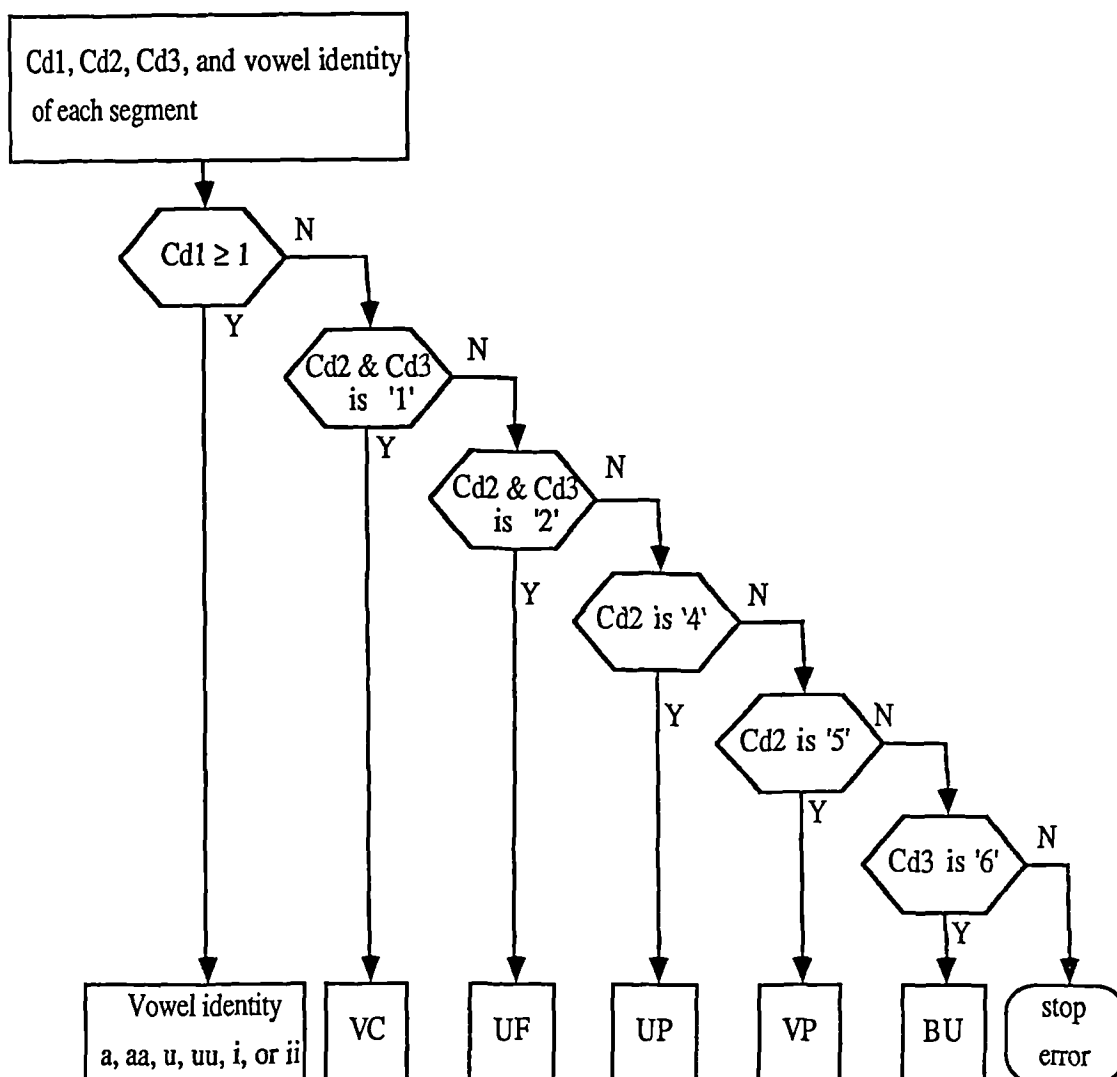 Cd1, Cd2, Cd3, and vowel identity
of each segment
Cd1 ≥ 1
N
Y
Cd2 & Cd3
is '1'
N
Y
Cd2 & Cd3
is '2'
N
Y
Cd2 is '4'
N
Y
Cd2 is '5'
N
Y
Cd3 is '6'
N
Y
Vowel identity
a, aa, u, uu, i, or ii
VC
UF
UP
VP
BU
stop
error